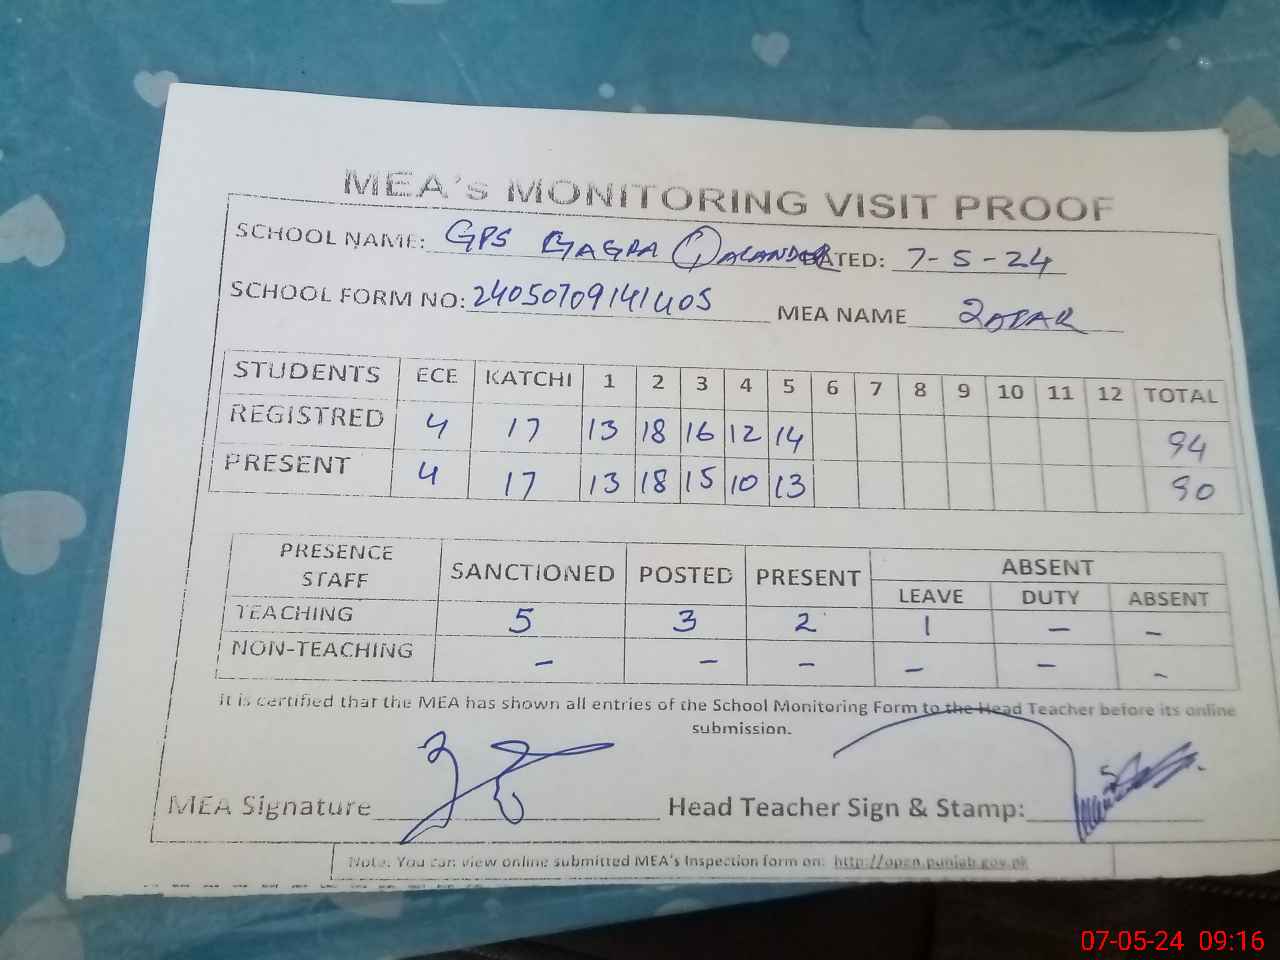 MEA's MONITORING VISIT PROOF
SCHOOL NAME: GPS GAGRA QALANDER DATED: 7-5-24
SCHOOL FORM NO: 24050709141405 MEA NAME ZAFAR
STUDENTS ECE KATCHI 1 2 3 4 5 6 7 8 9 10 11 12 TOTAL
REGISTRED 4 17 13 18 16 12 14 94
PRESENT 4 17 13 18 15 10 13 90
PRESENCE STAFF SANCTIONED POSTED PRESENT ABSENT
LEAVE DUTY ABSENT
TEACHING 5 3 2 1 – –
NON-TEACHING – – – – – –
It is certified that the MEA has shown all entries of the School Monitoring Form to the Head Teacher before its online
submission.
MEA Signature Head Teacher Sign & Stamp:
Note: You can view online submitted MEA's Inspection form on: http://open.punjab.gov.pk
07-05-24 09:16